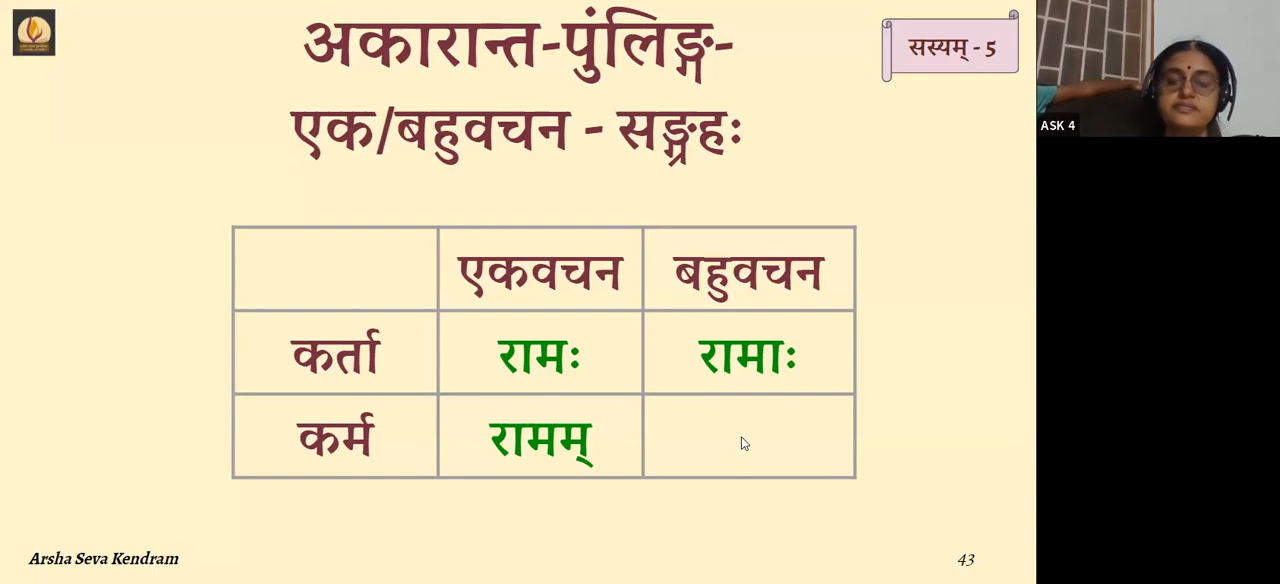 अकारान्त-पुंलिङ्ग-
एक/बहुवचन - सङ्ग्रहः
सस्यम् - 5
ASK 4
एकवचन बहुवचन
कर्ता रामः रामाः
कर्म रामम्
Arsha Seva Kendram
43